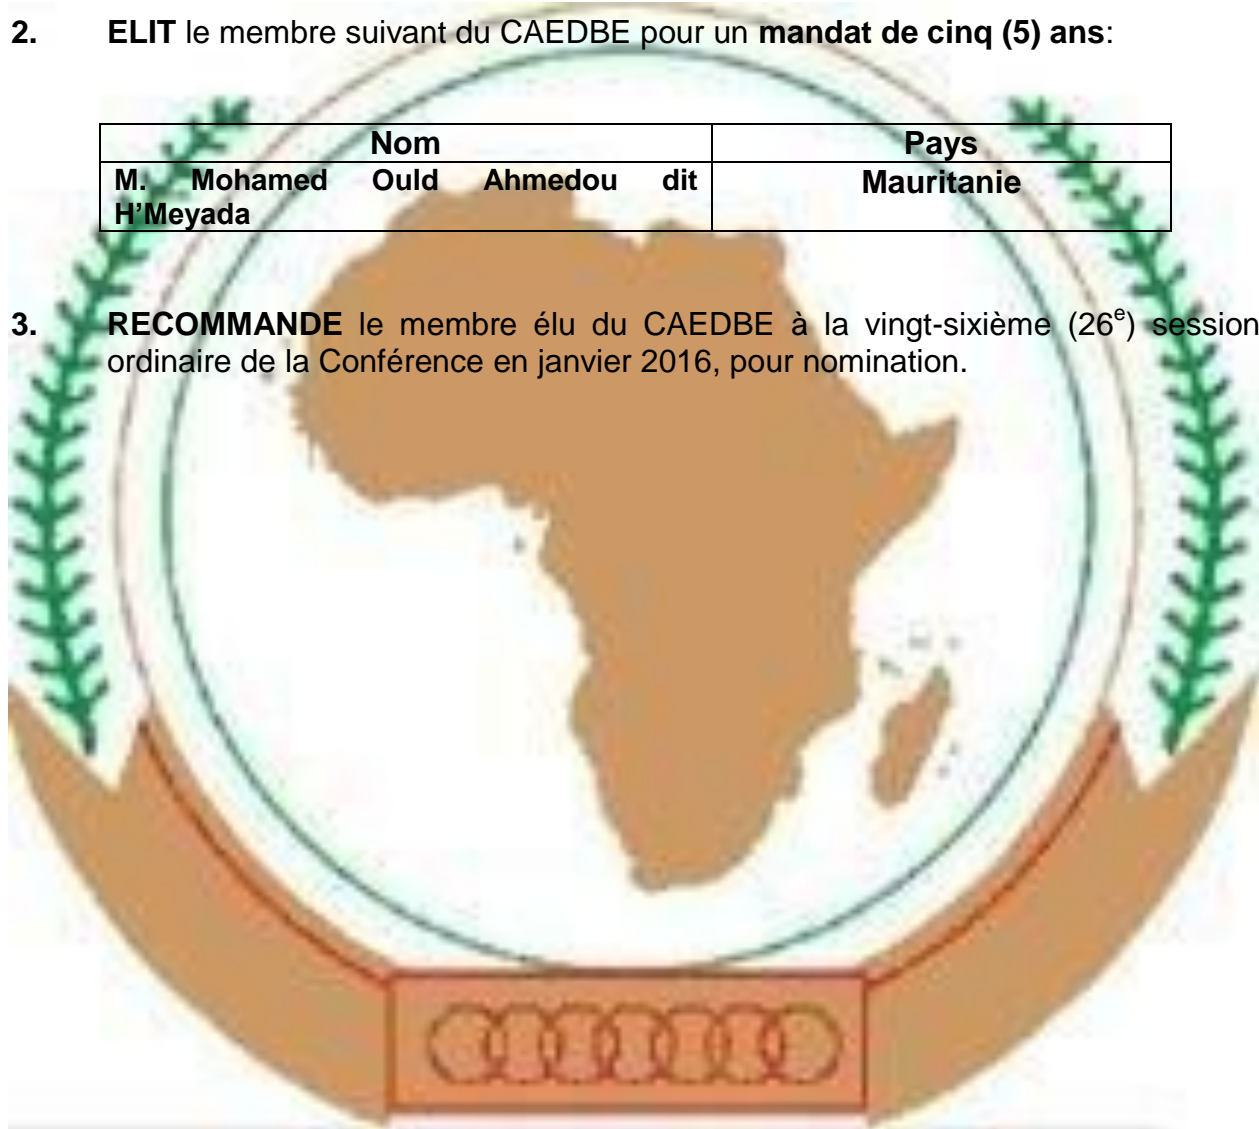 2. ELIT le membre suivant du CAEDBE pour un mandat de cinq (5) ans:
Nom Pays
M. Mohamed Ould Ahmedou dit Mauritanie
H’Meyada
3. RECOMMANDE le membre élu du CAEDBE à la vingt-sixième (26e) session
ordinaire de la Conférence en janvier 2016, pour nomination.